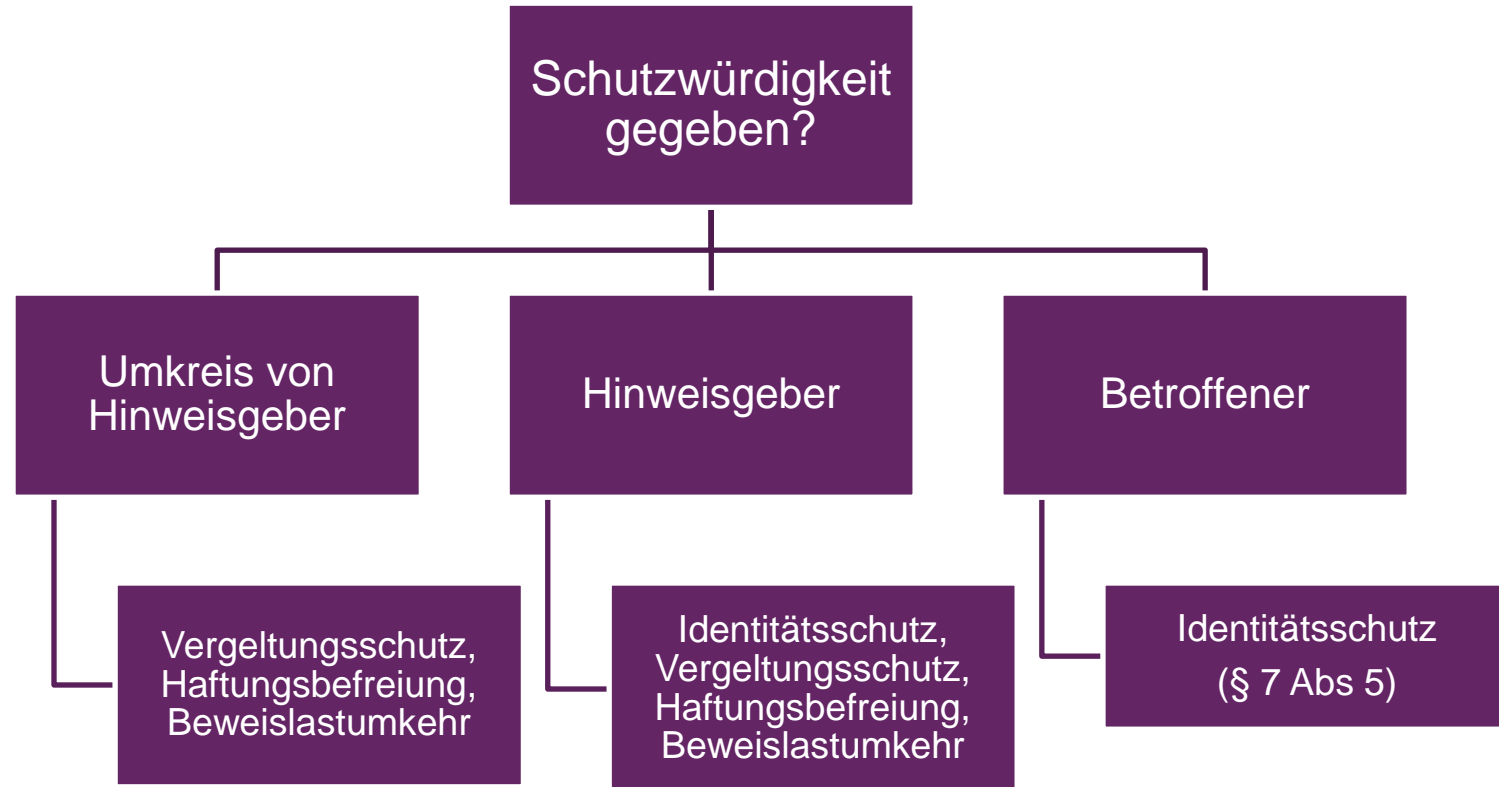 Schutzwürdigkeit
gegeben?
Umkreis von
Hinweisgeber
Hinweisgeber
Betroffener
Vergeltungsschutz,
Haftungsbefreiung,
Beweislastumkehr
Identitätsschutz,
Vergeltungsschutz,
Haftungsbefreiung,
Beweislastumkehr
Identitätsschutz
(§ 7 Abs 5)